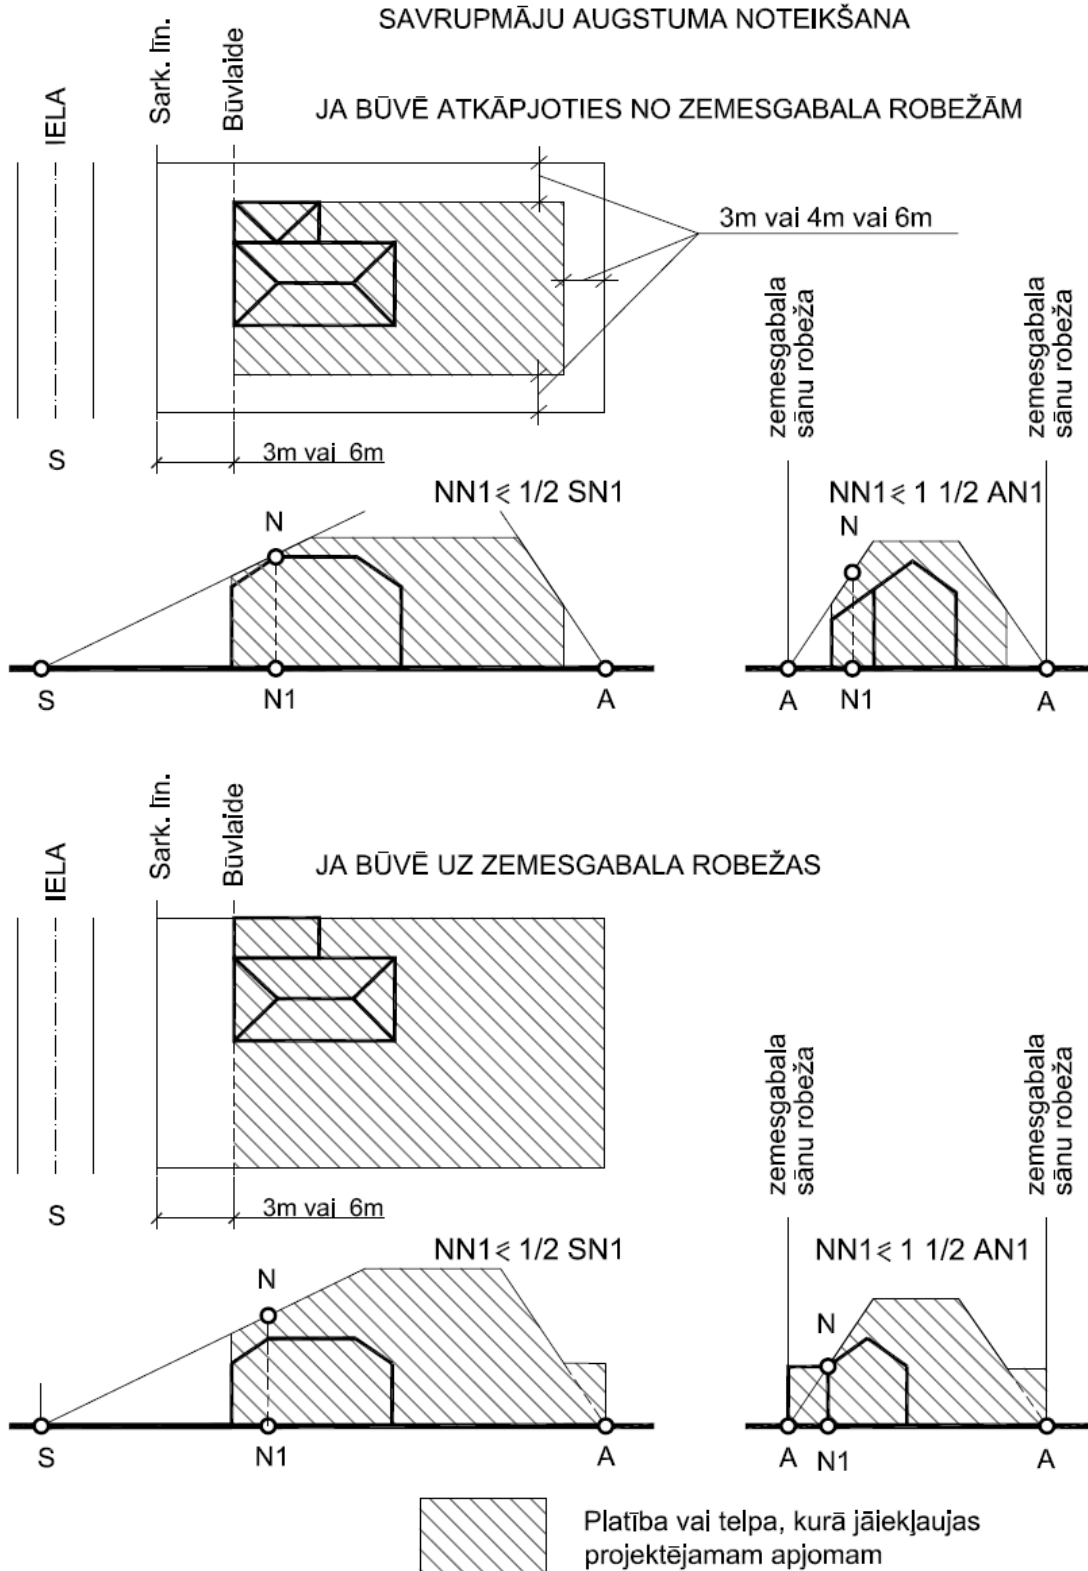 SAVRUPMĀJU AUGSTUMA NOTEIKŠANA
JA BŪVĒ ATKĀPJOTIES NO ZEMESGABALA ROBEŽĀM
IELA
Sark. līn.
Būvlaide
3m vai 4m vai 6m
zemesgabala
sānu robeža
zemesgabala
sānu robeža
S
3m vai 6m
NN1⩽ 1/2 SN1
NN1⩽ 1 1/2 AN1
N
N
S
N1
A
A
N1
A
IELA
Sark. līn.
Būvlaide
JA BŪVĒ UZ ZEMESGABALA ROBEŽAS
zemesgabala
sānu robeža
zemesgabala
sānu robeža
S
3m vai 6m
NN1⩽ 1/2 SN1
NN1⩽ 1 1/2 AN1
N
N
S
N1
A
A
N1
A
Platība vai telpa, kurā jāiekļaujas
projektējamam apjomam